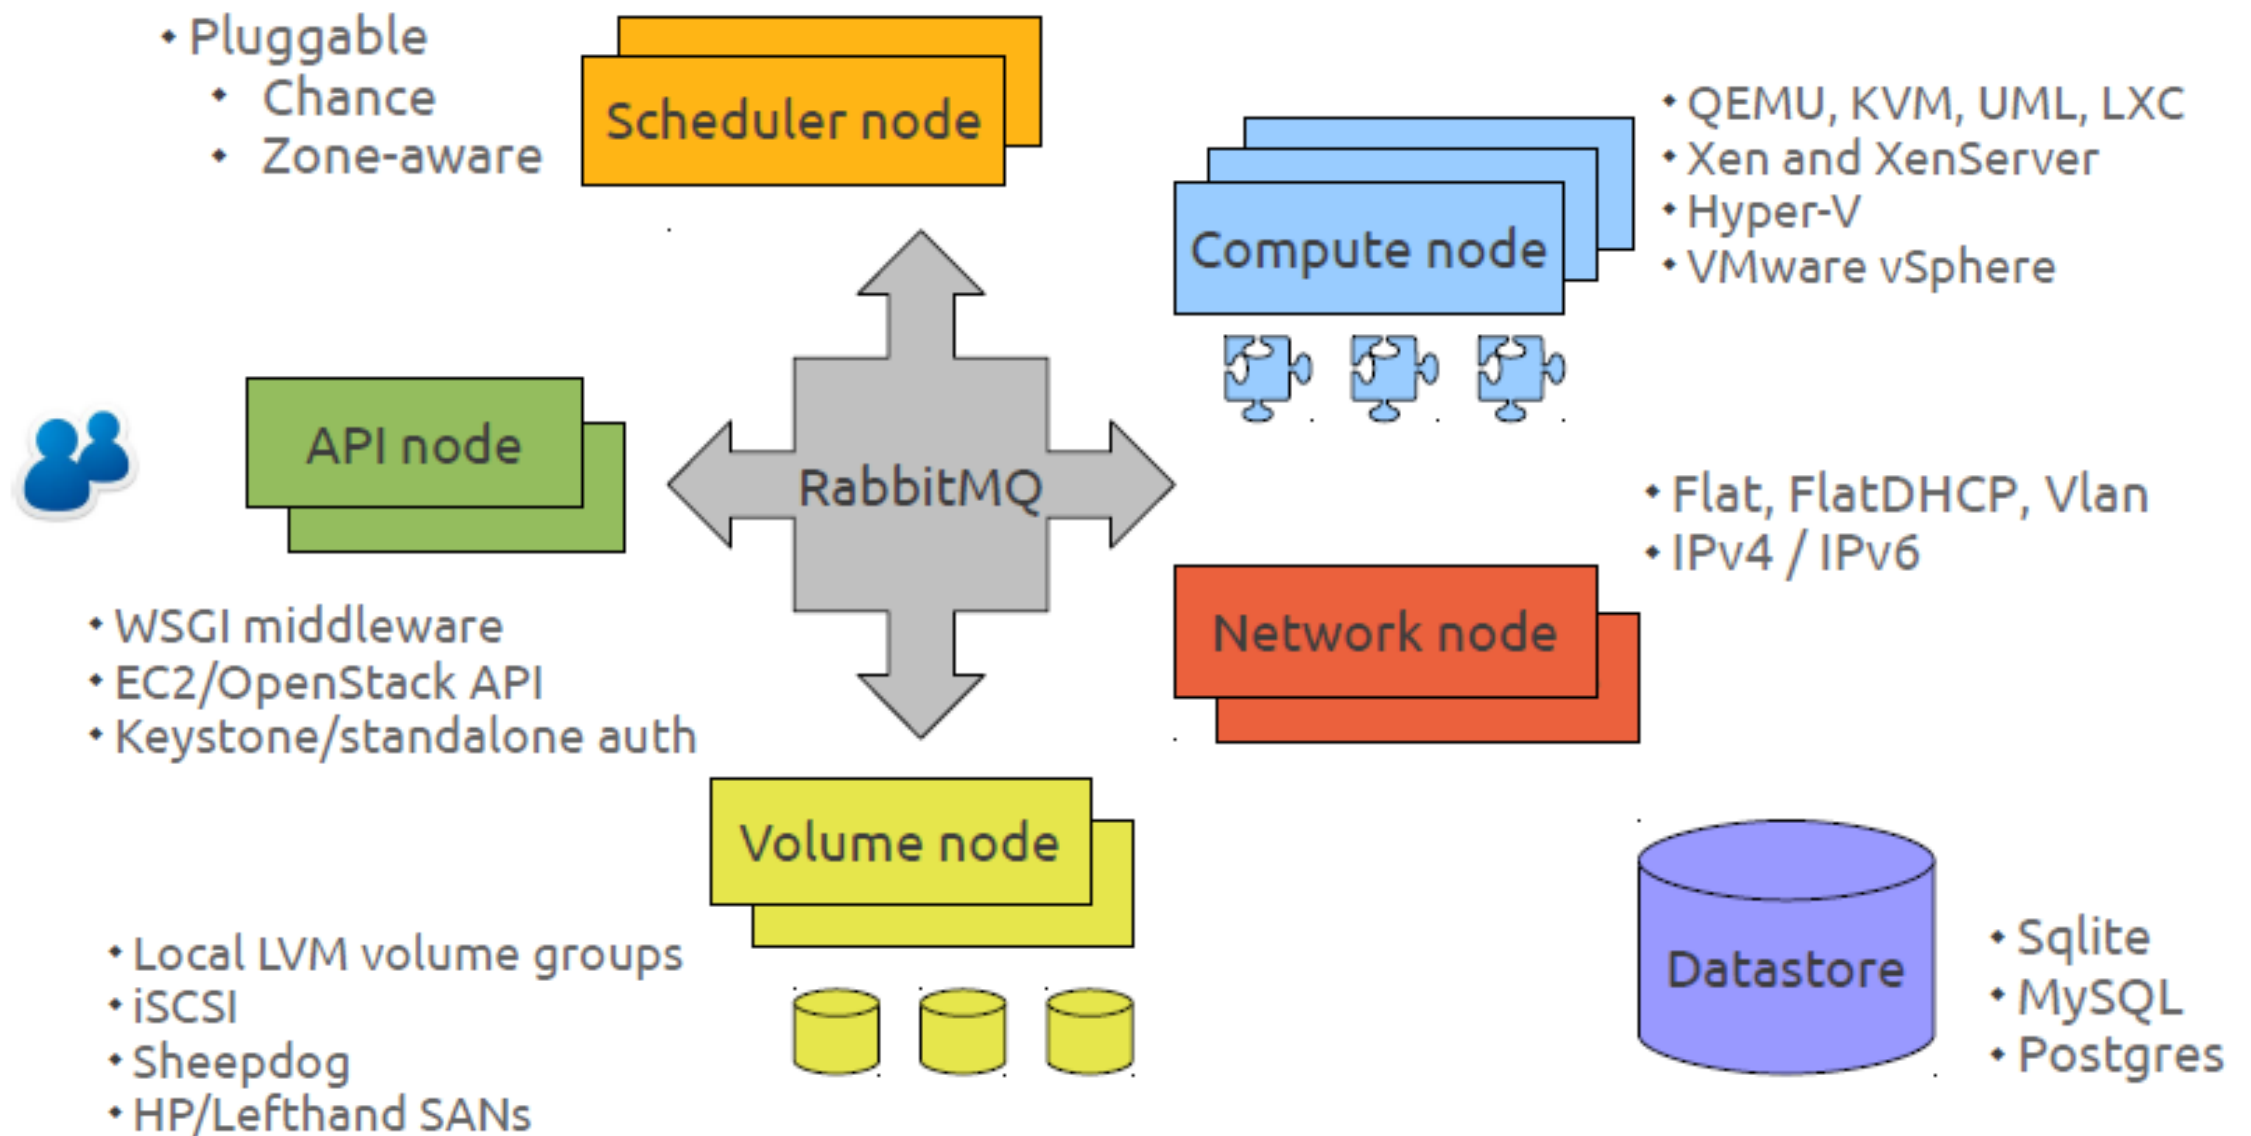 Pluggable
Chance
Zone-aware
Scheduler node
QEMU, KVM, UML, LXC
Xen and XenServer
Hyper-V
VMware vSphere
Compute node
API node
RabbitMQ
Flat, FlatDHCP, Vlan
IPv4 / IPv6
Network node
WSGI middleware
EC2/OpenStack API
Keystone/standalone auth
Volume node
Local LVM volume groups
iSCSI
Sheepdog
HP/Lefthand SANs
Datastore
Sqlite
MySQL
Postgres